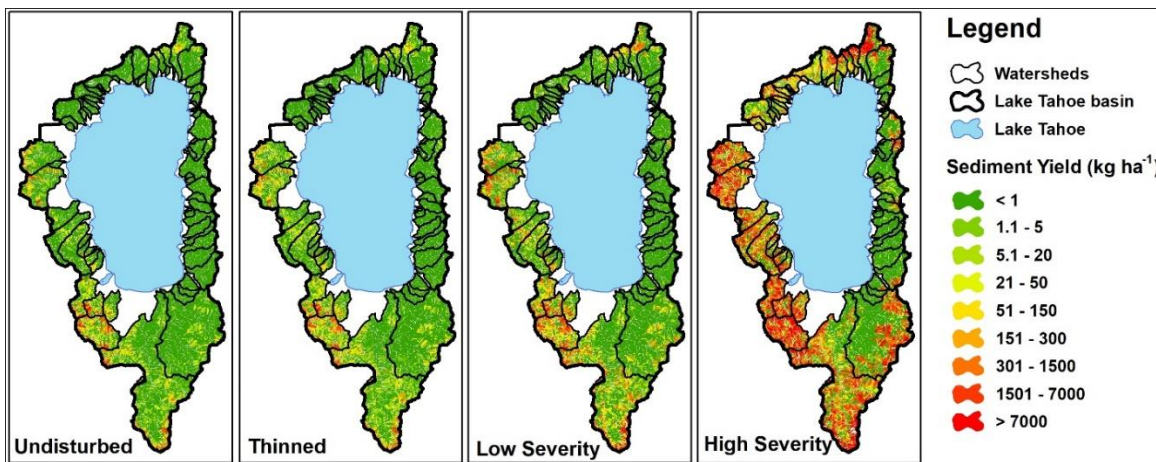 Undisturbed
Thinned
Low Severity
High Severity
Legend
Watersheds
Lake Tahoe basin
Lake Tahoe
Sediment Yield (kg ha⁻¹)
< 1
1.1 - 5
5.1 - 20
21 - 50
51 - 150
151 - 300
301 - 1500
1501 - 7000
> 7000